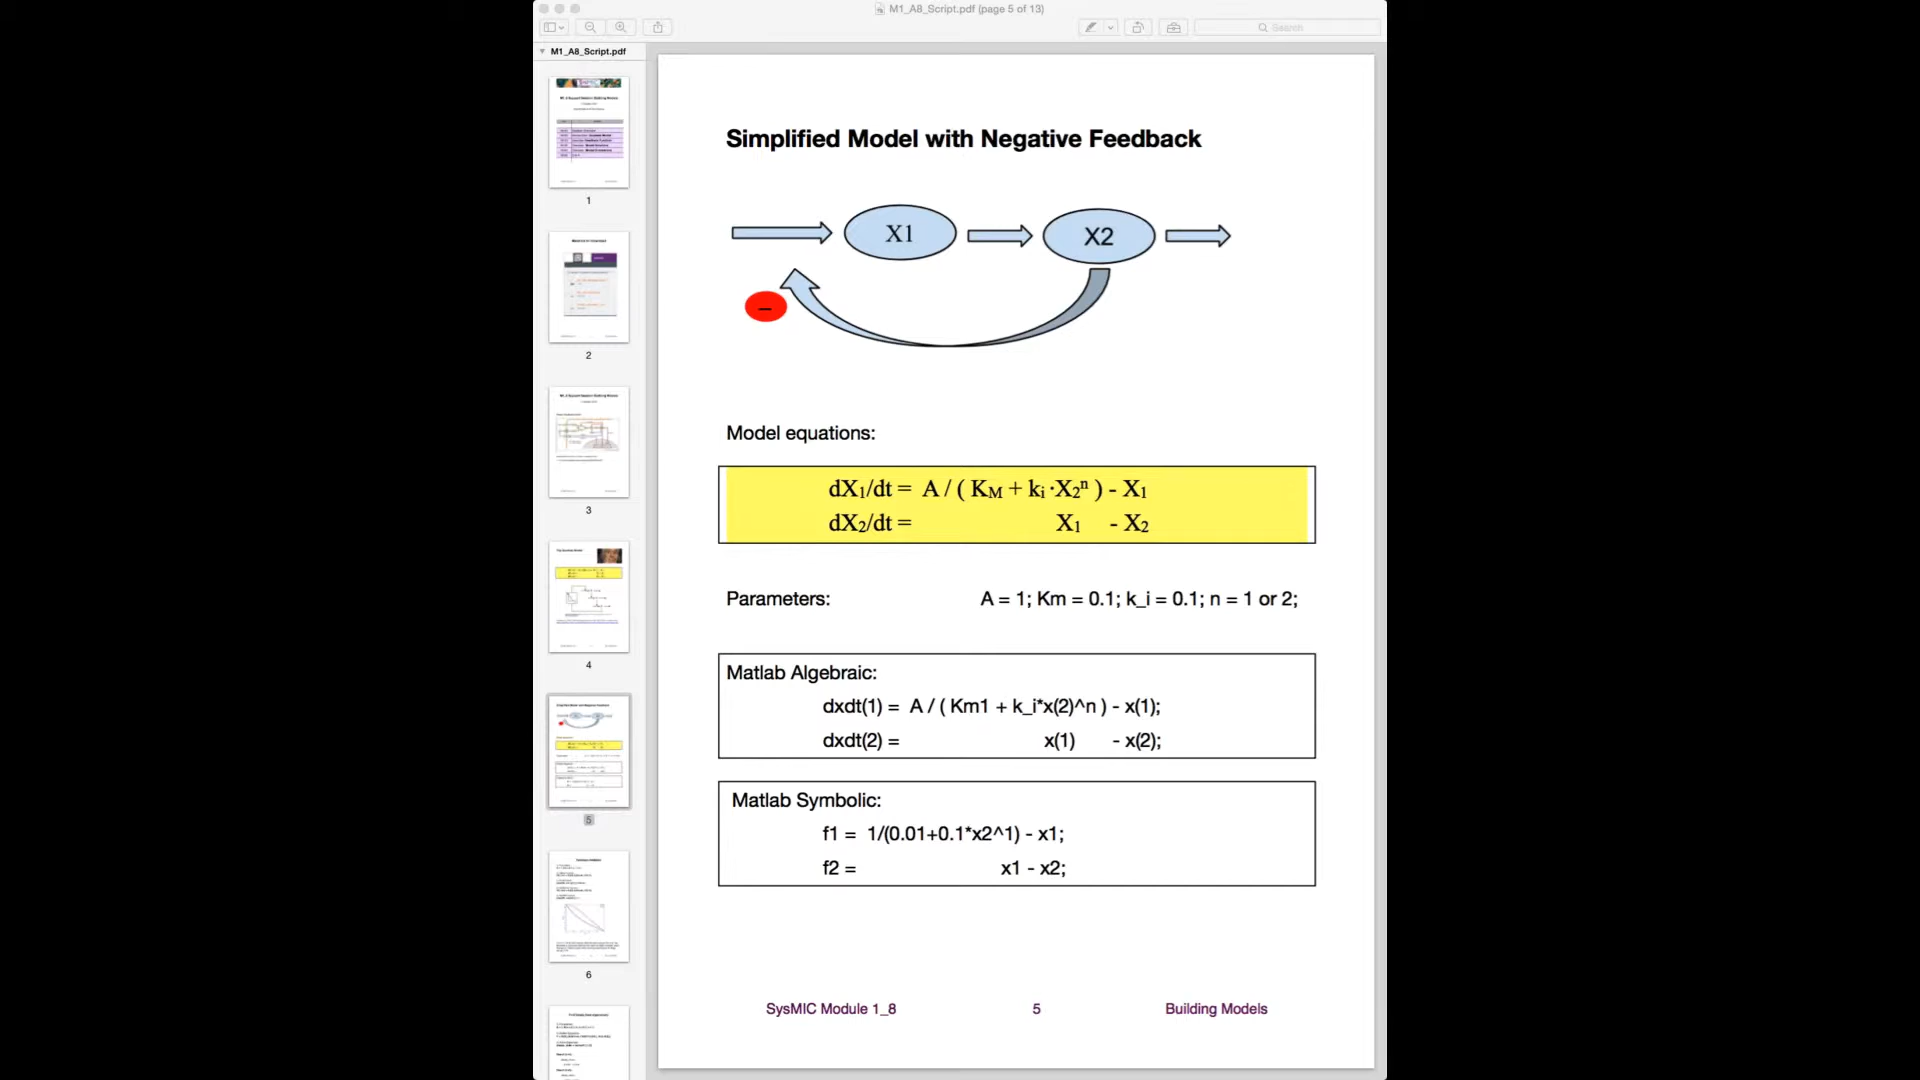 M1_A8_Script.pdf (page 5 of 13)
Search
M1_A8_Script.pdf
1
2
3
4
5
6
Simplified Model with Negative Feedback
X1
X2
–
Model equations:
dX₁/dt = A / ( K_M + kᵢ ·X₂ⁿ ) - X₁
dX₂/dt = X₁ - X₂
Parameters: A = 1; Km = 0.1; k_i = 0.1; n = 1 or 2;
Matlab Algebraic:
dxdt(1) = A / ( Km1 + k_i*x(2)^n ) - x(1);
dxdt(2) = x(1) - x(2);
Matlab Symbolic:
f1 = 1/(0.01+0.1*x2^1) - x1;
f2 = x1 - x2;
SysMIC Module 1_8 5 Building Models